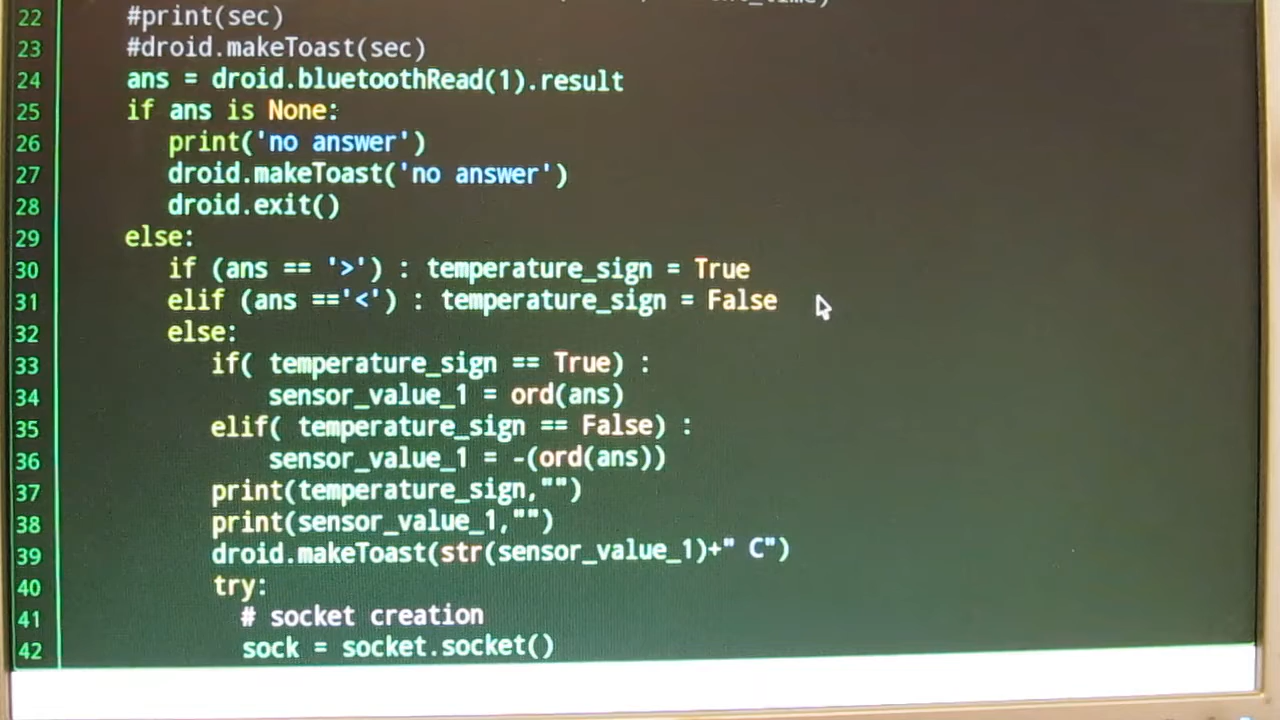 22 #print(sec)
23 #droid.makeToast(sec)
24 ans = droid.bluetoothRead(1).result
25 if ans is None:
26 print('no answer')
27 droid.makeToast('no answer')
28 droid.exit()
29 else:
30 if (ans == '>') : temperature_sign = True
31 elif (ans =='<') : temperature_sign = False
32 else:
33 if( temperature_sign == True) :
34 sensor_value_1 = ord(ans)
35 elif( temperature_sign == False) :
36 sensor_value_1 = -(ord(ans))
37 print(temperature_sign,"")
38 print(sensor_value_1,"")
39 droid.makeToast(str(sensor_value_1)+" C")
40 try:
41 # socket creation
42 sock = socket.socket()